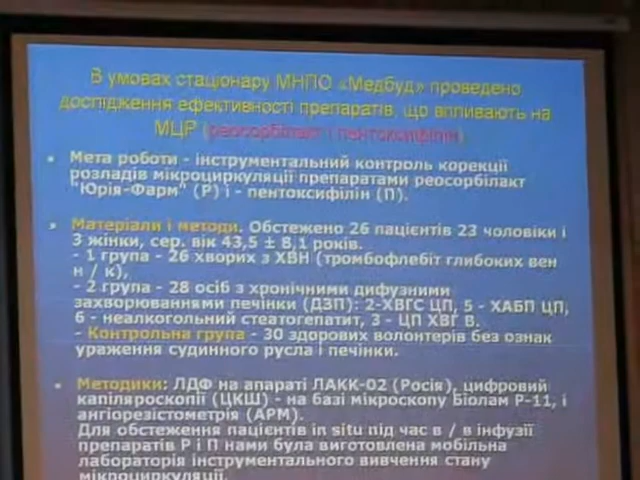 В умовах стаціонару МНПО «Медбуд» проведено
дослідження ефективності препаратів, що впливають на
МЦР (реосорбілакт і пентоксифілін)
• Мета роботи - інструментальний контроль корекції
розладів мікроциркуляції препаратами реосорбілакт
"Юрія-Фарм" (Р) і - пентоксифілін (П).
• Матеріали і методи. Обстежено 26 пацієнтів 23 чоловіки і
3 жінки, сер. вік 43,5 ± 8,1 років.
- 1 група - 26 хворих з ХВН (тромбофлебіт глибоких вен
н / к),
- 2 група - 28 осіб з хронічними дифузними
захворюваннями печінки (ДЗП): 2-ХВГС ЦП, 5 - ХАБП ЦП,
6 - неалкогольний стеатогепатит, 3 - ЦП ХВГ В.
- Контрольна група - 30 здорових волонтерів без ознак
ураження судинного русла і печінки.
• Методики: ЛДФ на апараті ЛАКК-02 (Росія), цифровий
капіляроскопії (ЦКШ) - на базі мікроскопу Біолам Р-11, і
ангіорезістометрія (АРМ).
Для обстеження пацієнтів in situ під час в / в інфузії
препаратів Р і П нами була виготовлена мобільна
лабораторія інструментального вивчення стану
мікроциркуляції.